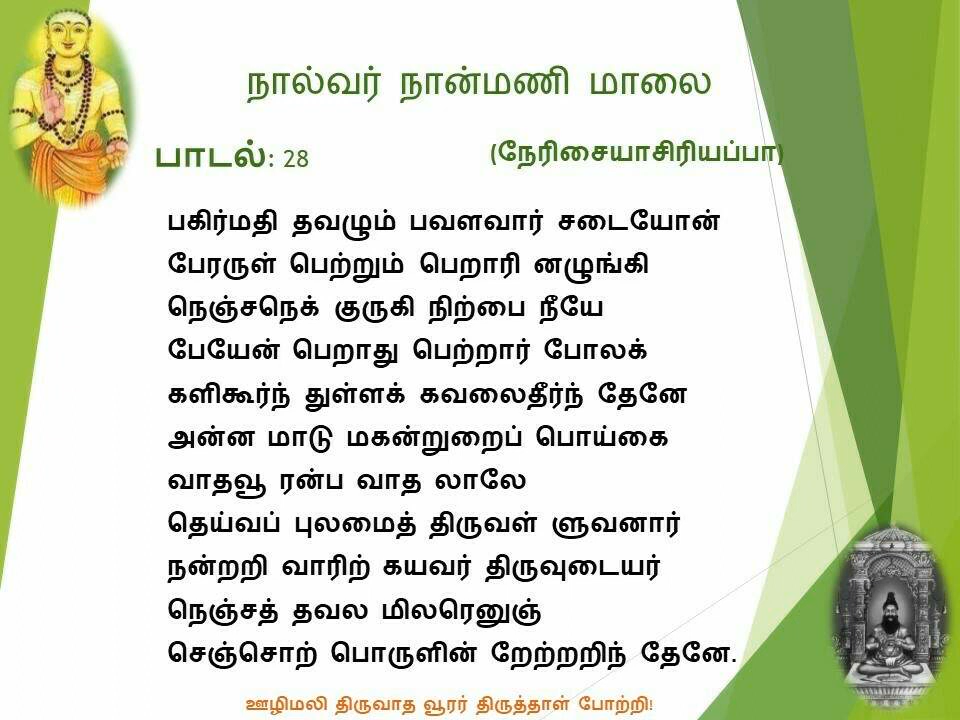 நால்வர் நான்மணி மாலை
பாடல்: 28 (நேரிசையாசிரியப்பா)
பகிர்மதி தவழும் பவளவார் சடையோன்
பேரருள் பெற்றும் பெறாரி னழுங்கி
நெஞ்சநெக் குருகி நிற்பை நீயே
பேயேன் பெறாது பெற்றார் போலக்
களிகூர்ந் துள்ளக் கவலைதீர்ந் தேனே
அன்ன மாடு மகன்றுறைப் பொய்கை
வாதவூ ரன்ப வாத லாலே
தெய்வப் புலமைத் திருவள் ளுவனார்
நன்றறி வாரிற் கயவர் திருவுடையர்
நெஞ்சத் தவல மிலரெனுஞ்
செஞ்சொற் பொருளின் றேற்றறிந் தேனே.
ஊழிமலி திருவாத வூரர் திருத்தாள் போற்றி!